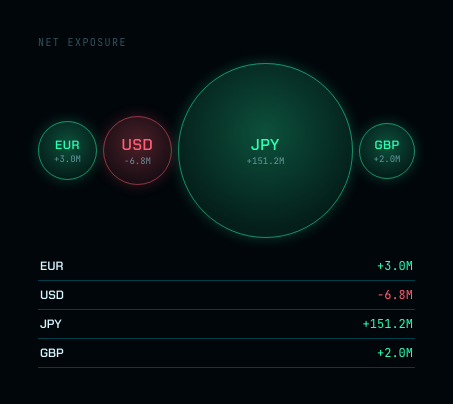 NET EXPOSURE
EUR
+3.0M
USD
-6.8M
JPY
+151.2M
GBP
+2.0M
EUR +3.0M
USD -6.8M
JPY +151.2M
GBP +2.0M